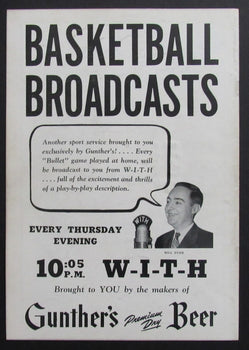 BASKETBALL
BROADCASTS
Another sport service brought to you
exclusively by Gunther's! . . . . Every
"Bullet" game played at home, will
be broadcast to you from W-I-T-H
. . . . full of the excitement and thrills
of a play-by-play description.
WITH
EVERY THURSDAY
EVENING
10:05
P.M.
W-I-T-H
Brought to YOU by the makers of
Gunther's Premium Dry Beer